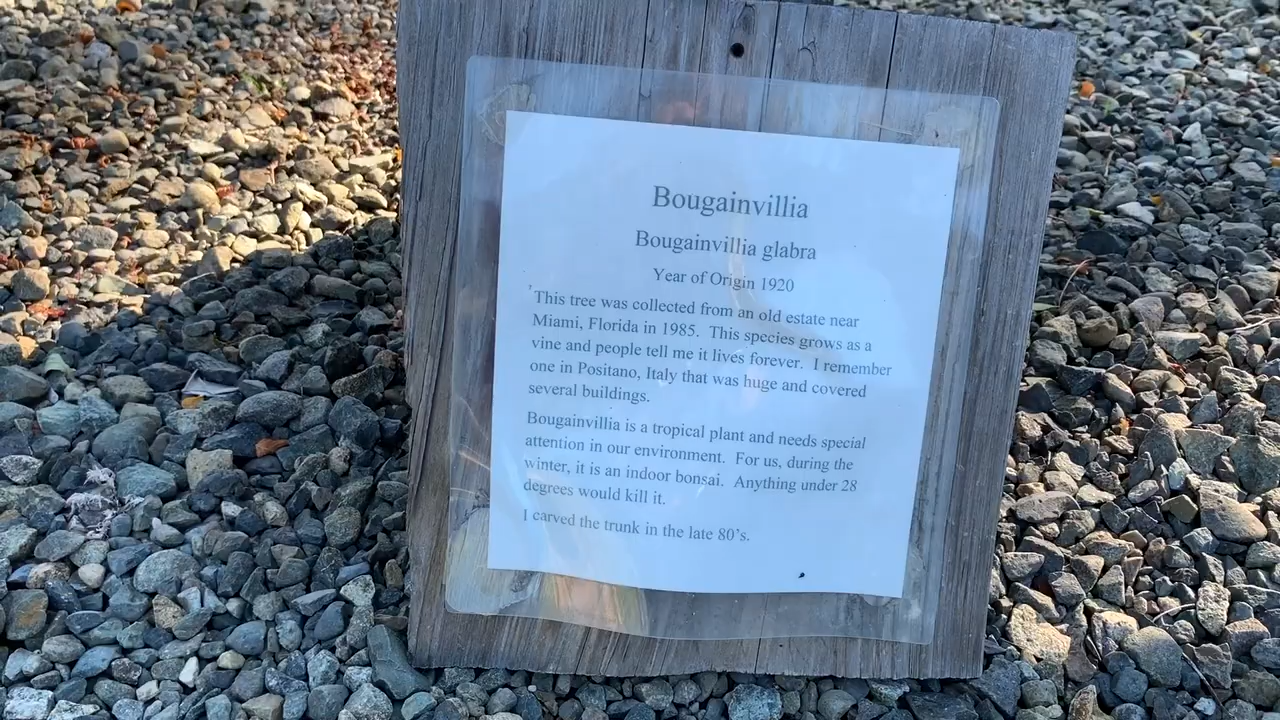 Bougainvillia
Bougainvillia glabra
Year of Origin 1920
This tree was collected from an old estate near
Miami, Florida in 1985. This species grows as a
vine and people tell me it lives forever. I remember
one in Positano, Italy that was huge and covered
several buildings.
Bougainvillia is a tropical plant and needs special
attention in our environment. For us, during the
winter, it is an indoor bonsai. Anything under 28
degrees would kill it.
I carved the trunk in the late 80's.